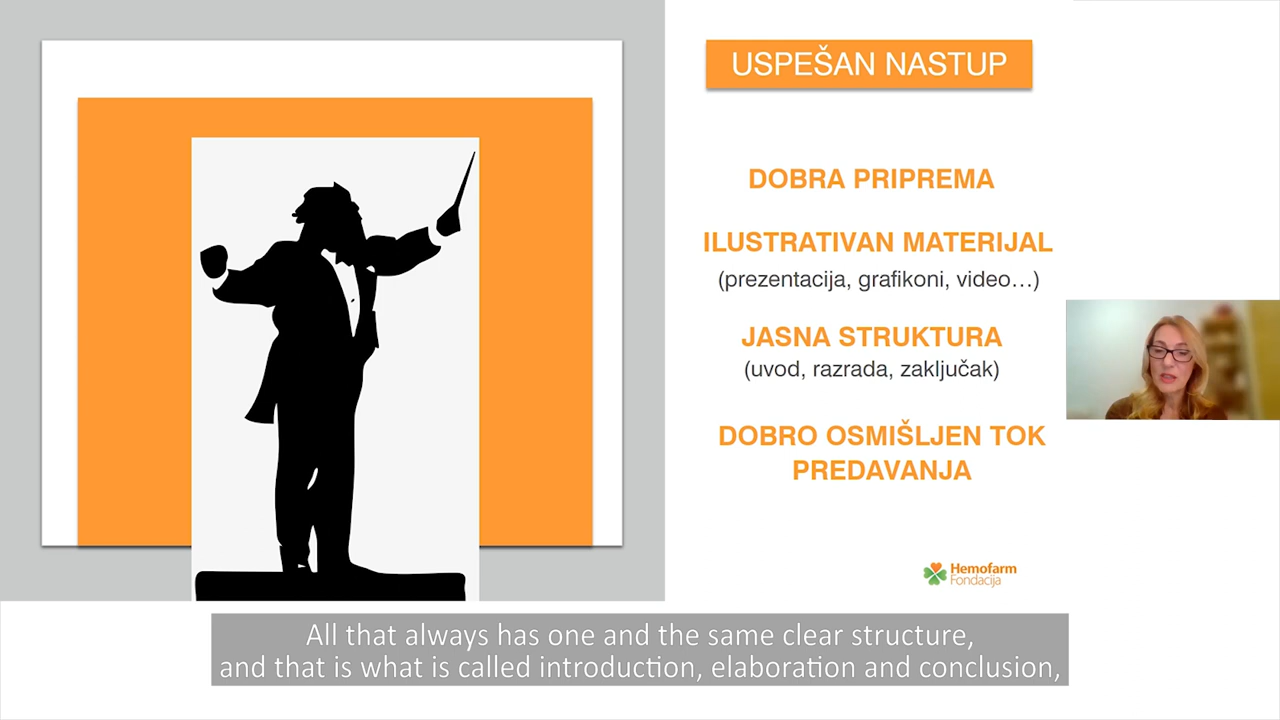 USPEŠAN NASTUP
DOBRA PRIPREMA
ILUSTRATIVAN MATERIJAL
(prezentacija, grafikoni, video...)
JASNA STRUKTURA
(uvod, razrada, zaključak)
DOBRO OSMIŠLJEN TOK
PREDAVANJA
Hemofarm
Fondacija
All that always has one and the same clear structure,
and that is what is called introduction, elaboration and conclusion,